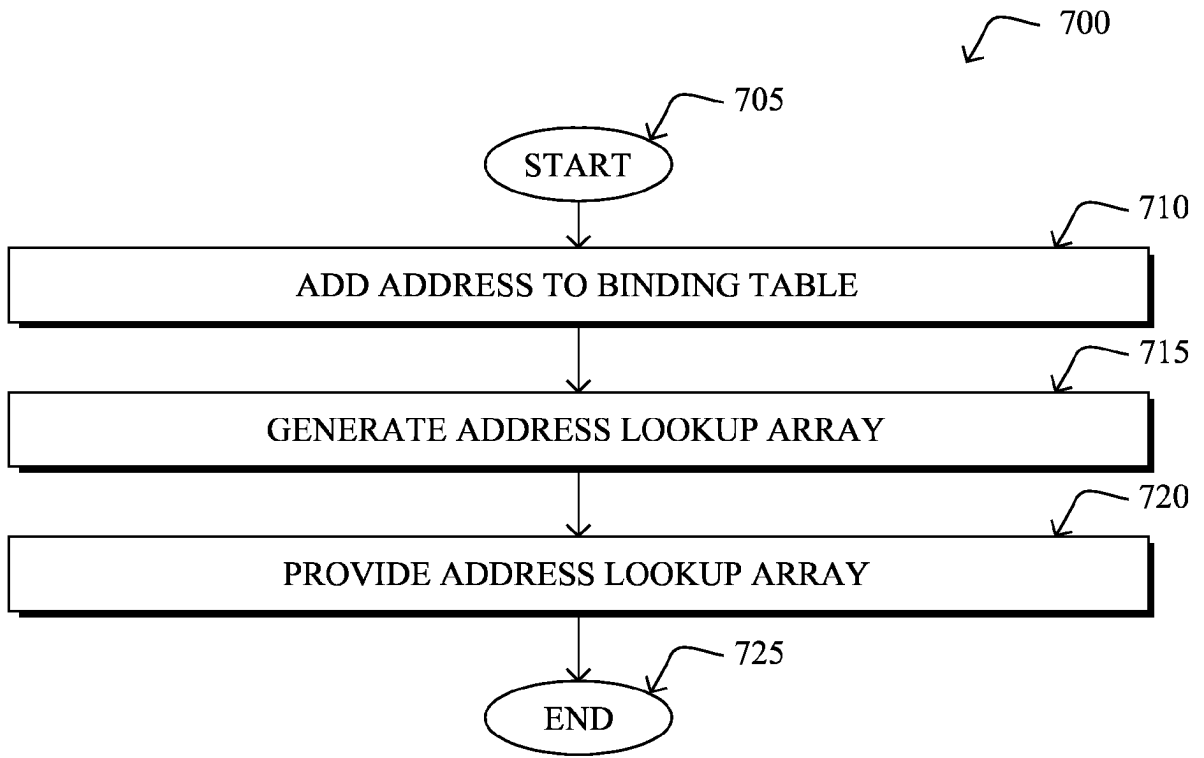 700
705
START
710
ADD ADDRESS TO BINDING TABLE
715
GENERATE ADDRESS LOOKUP ARRAY
720
PROVIDE ADDRESS LOOKUP ARRAY
725
END